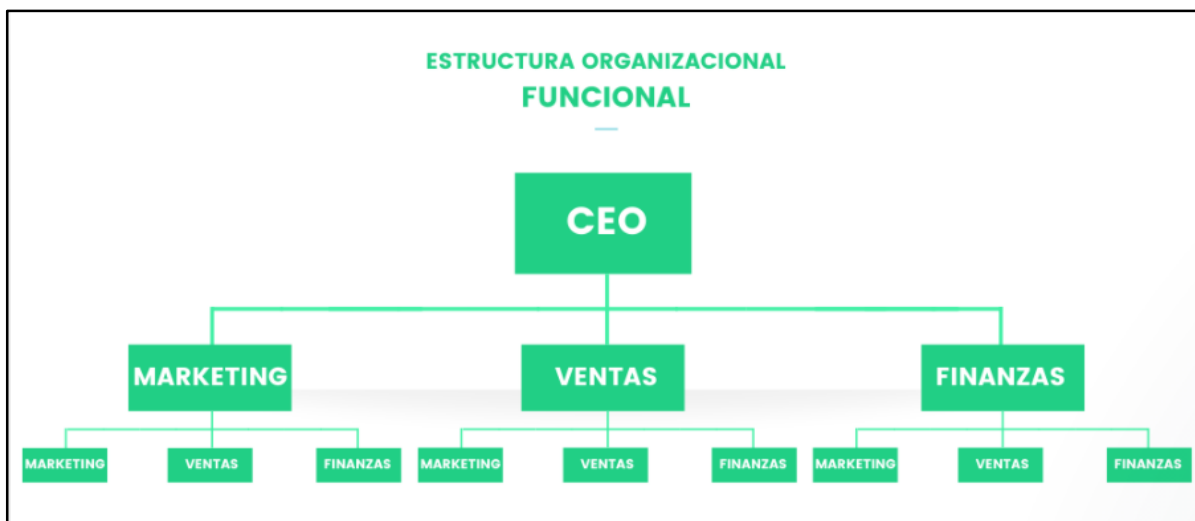 ESTRUCTURA ORGANIZACIONAL
FUNCIONAL
CEO
MARKETING
VENTAS
FINANZAS
MARKETING
VENTAS
FINANZAS
MARKETING
VENTAS
FINANZAS
MARKETING
VENTAS
FINANZAS